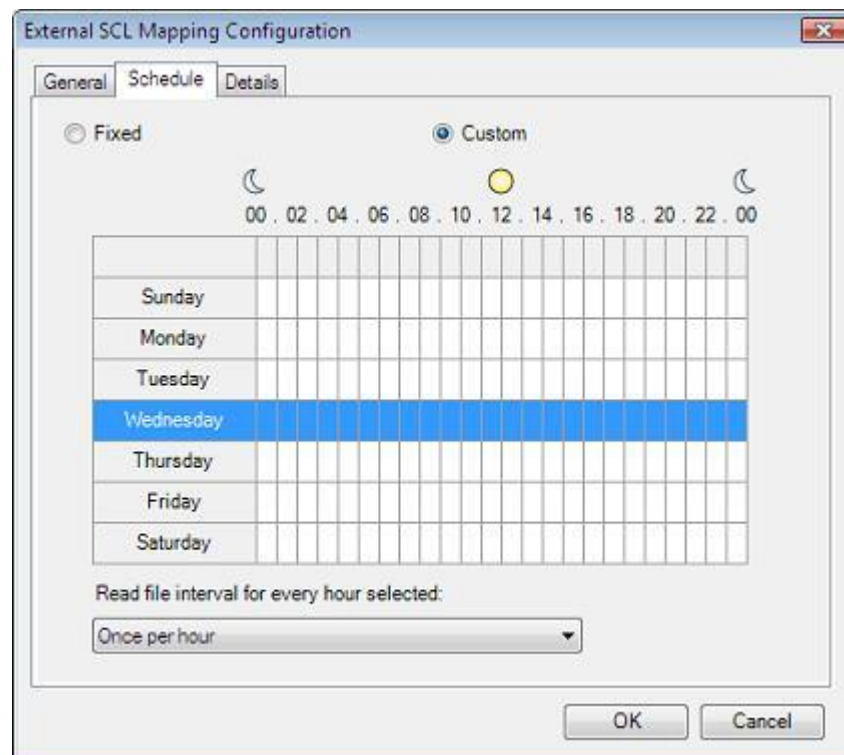 External SCL Mapping Configuration
General Schedule Details
Fixed Custom
00 . 02 . 04 . 06 . 08 . 10 . 12 . 14 . 16 . 18 . 20 . 22 . 00
Sunday
Monday
Tuesday
Wednesday
Thursday
Friday
Saturday
Read file interval for every hour selected:
Once per hour
OK Cancel